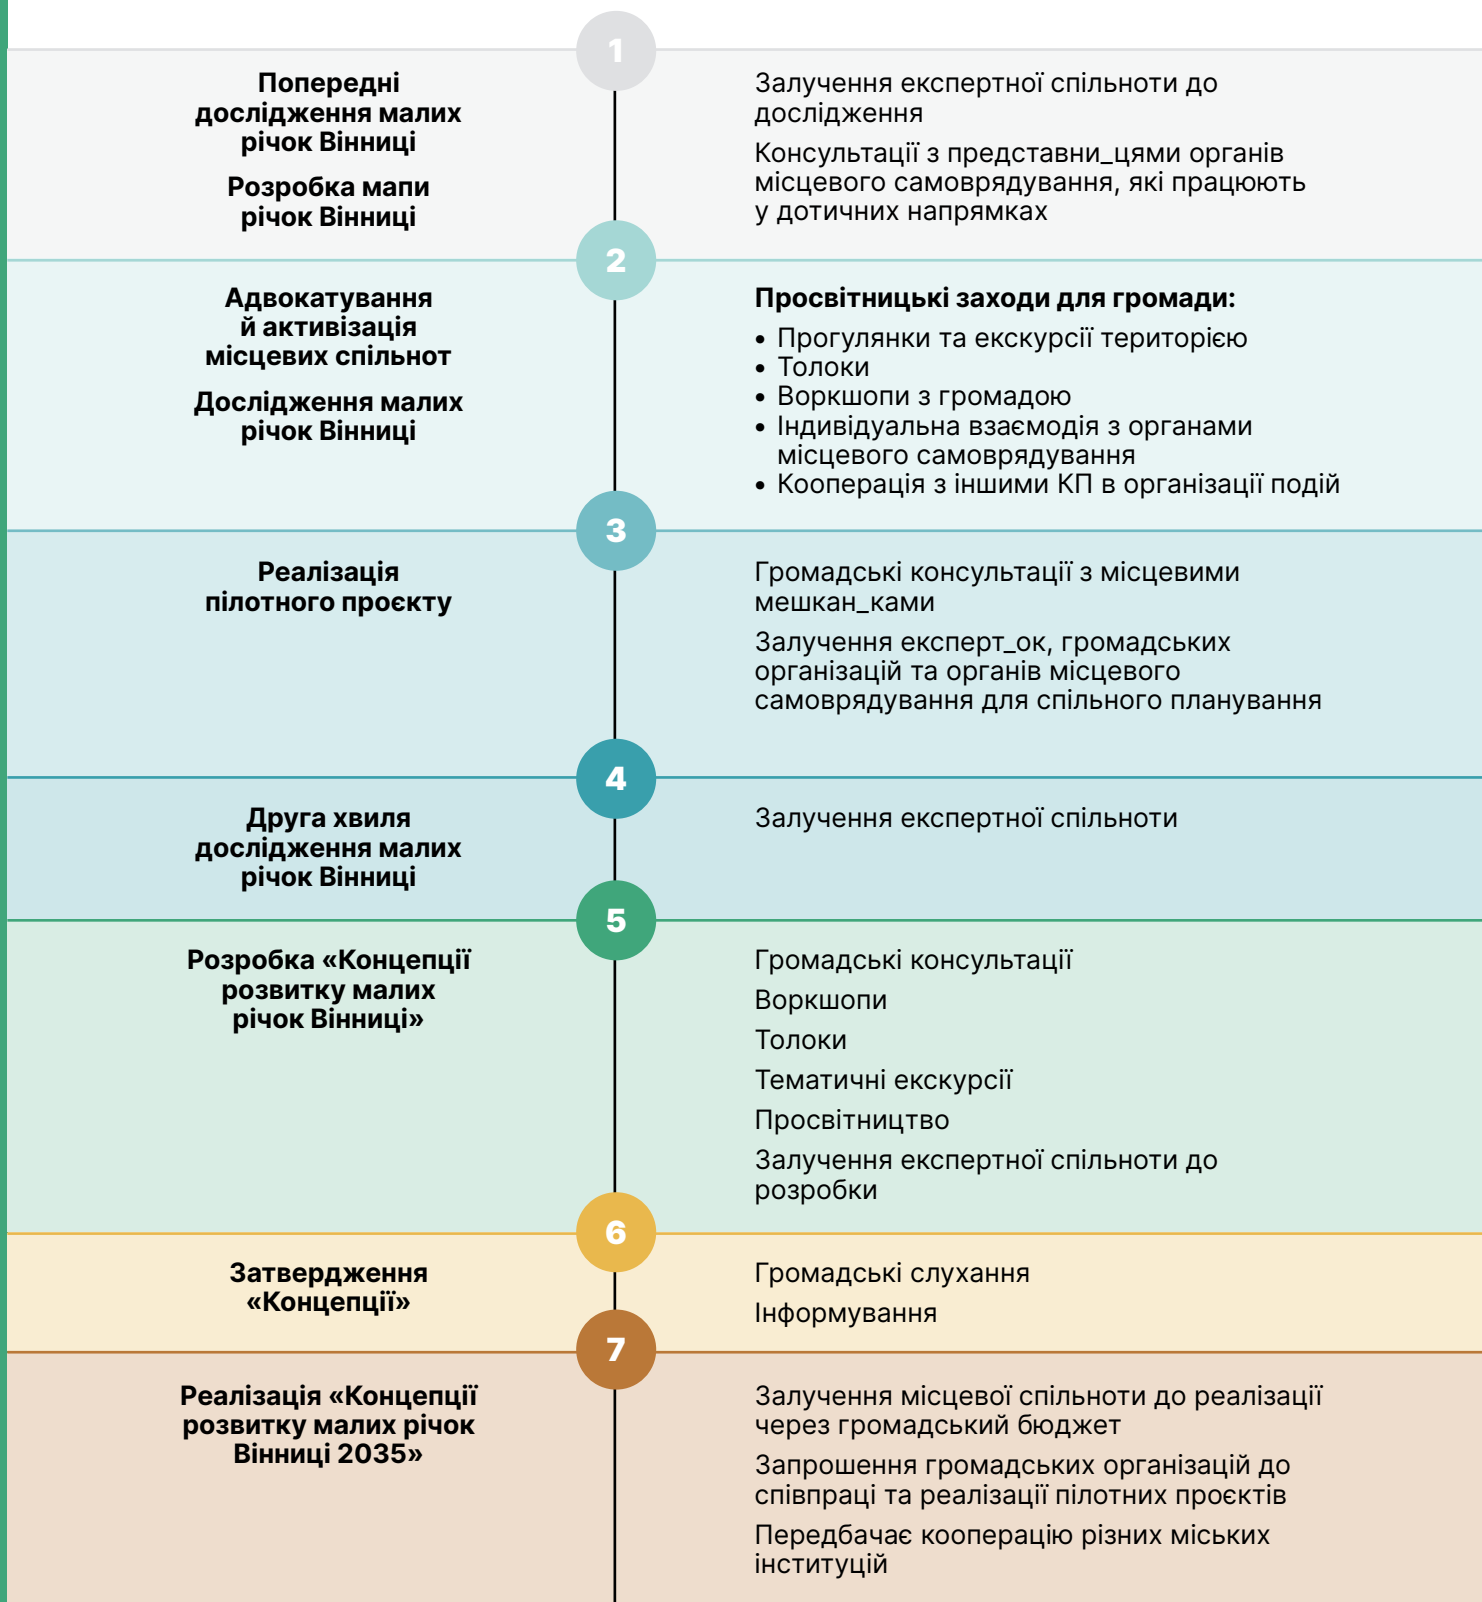 1
Попередні
дослідження малих
річок Вінниці
Розробка мапи
річок Вінниці
Залучення експертної спільноти до
дослідження
Консультації з представни_цями органів
місцевого самоврядування, які працюють
у дотичних напрямках
2
Адвокатування
й активізація
місцевих спільнот
Дослідження малих
річок Вінниці
Просвітницькі заходи для громади:
• Прогулянки та екскурсії територією
• Толоки
• Воркшопи з громадою
• Індивідуальна взаємодія з органами
місцевого самоврядування
• Кооперація з іншими КП в організації подій
3
Реалізація
пілотного проєкту
Громадські консультації з місцевими
мешкан_ками
Залучення експерт_ок, громадських
організацій та органів місцевого
самоврядування для спільного планування
4
Друга хвиля
дослідження малих
річок Вінниці
Залучення експертної спільноти
5
Розробка «Концепції
розвитку малих
річок Вінниці»
Громадські консультації
Воркшопи
Толоки
Тематичні екскурсії
Просвітництво
Залучення експертної спільноти до
розробки
6
Затвердження
«Концепції»
Громадські слухання
Інформування
7
Реалізація «Концепції
розвитку малих річок
Вінниці 2035»
Залучення місцевої спільноти до реалізації
через громадський бюджет
Запрошення громадських організацій до
співпраці та реалізації пілотних проєктів
Передбачає кооперацію різних міських
інституцій